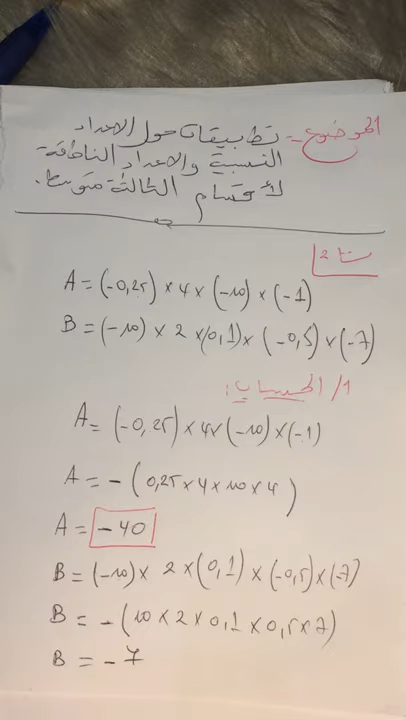 الموضوع: تطبيقات حول الاعداد
النسبية والاعداد الناطقة
لأقسام الثالثة متوسط.
ت 2
A = (-0,25) × 4 × (-10) × (-1)
B = (-10) × 2 × (0,1) × (-0,5) × (-7)
1/ الحساب:
A = (-0,25) × 4 × (-10) × (-1)
A = - (0,25 × 4 × 10 × 4)
A = -40
B = (-10) × 2 × (0,1) × (-0,5) × (-7)
B = - (10 × 2 × 0,1 × 0,5 × 7)
B = - 7